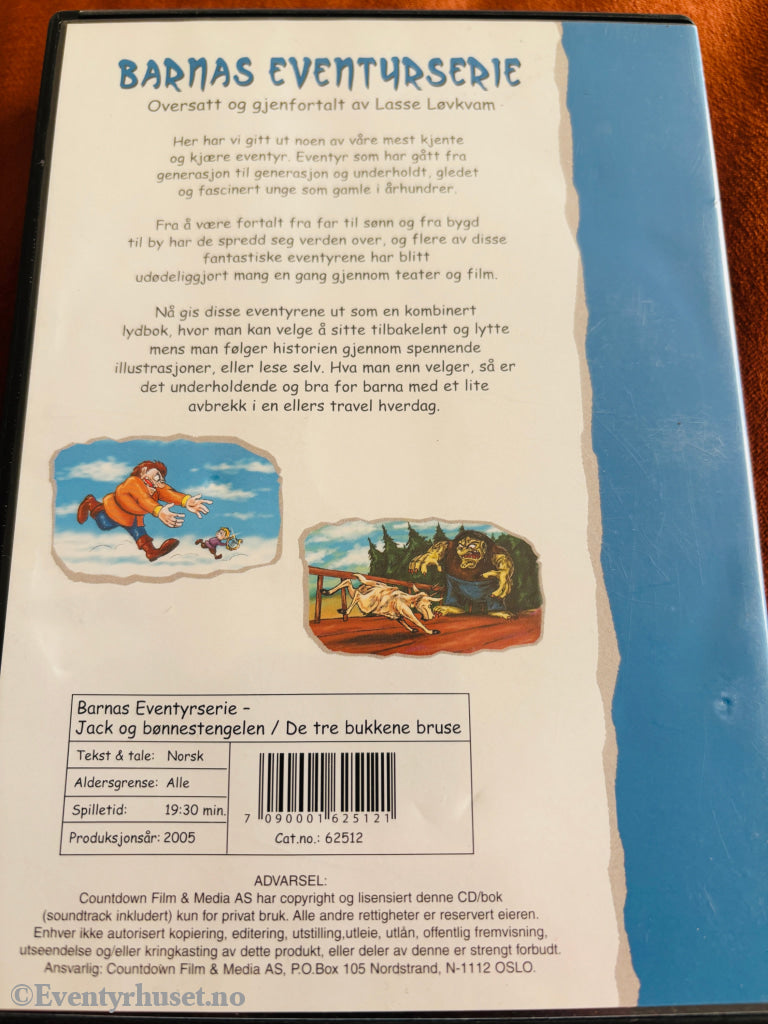 BARNAS EVENTYRSERIE
Oversatt og gjenfortalt av Lasse Løvkvam
Her har vi gitt ut noen av våre mest kjente
og kjære eventyr. Eventyr som har gått fra
generasjon til generasjon og underholdt, gledet
og fascinert unge som gamle i århundrer.
Fra å være fortalt fra far til sønn og fra bygd
til by har de spredd seg verden over, og flere av disse
fantastiske eventyrene har blitt
udødeliggjort mang en gang gjennom teater og film.
Nå gis disse eventyrene ut som en kombinert
lydbok, hvor man kan velge å sitte tilbakelent og lytte
mens man følger historien gjennom spennende
illustrasjoner, eller lese selv. Hva man enn velger, så er
det underholdende og bra for barna med et lite
avbrekk i en ellers travel hverdag.
Barnas Eventyrserie –
Jack og bønnestengelen / De tre bukkene bruse
Tekst & tale: Norsk
Aldersgrense: Alle
Spilletid: 19:30 min.
Produksjonsår: 2005
7 090001 625121
Cat.no.: 62512
ADVARSEL:
Countdown Film & Media AS har copyright og lisensiert denne CD/bok
(soundtrack inkludert) kun for privat bruk. Alle andre rettigheter er reservert eieren.
Enhver ikke autorisert kopiering, editering, utstilling,utleie, utlån, offentlig fremvisning,
utseendelse og/eller kringkasting av dette produkt, eller deler av denne er strengt forbudt.
Ansvarlig: Countdown Film & Media AS, P.O.Box 105 Nordstrand, N-1112 OSLO.
©Eventyrhuset.no